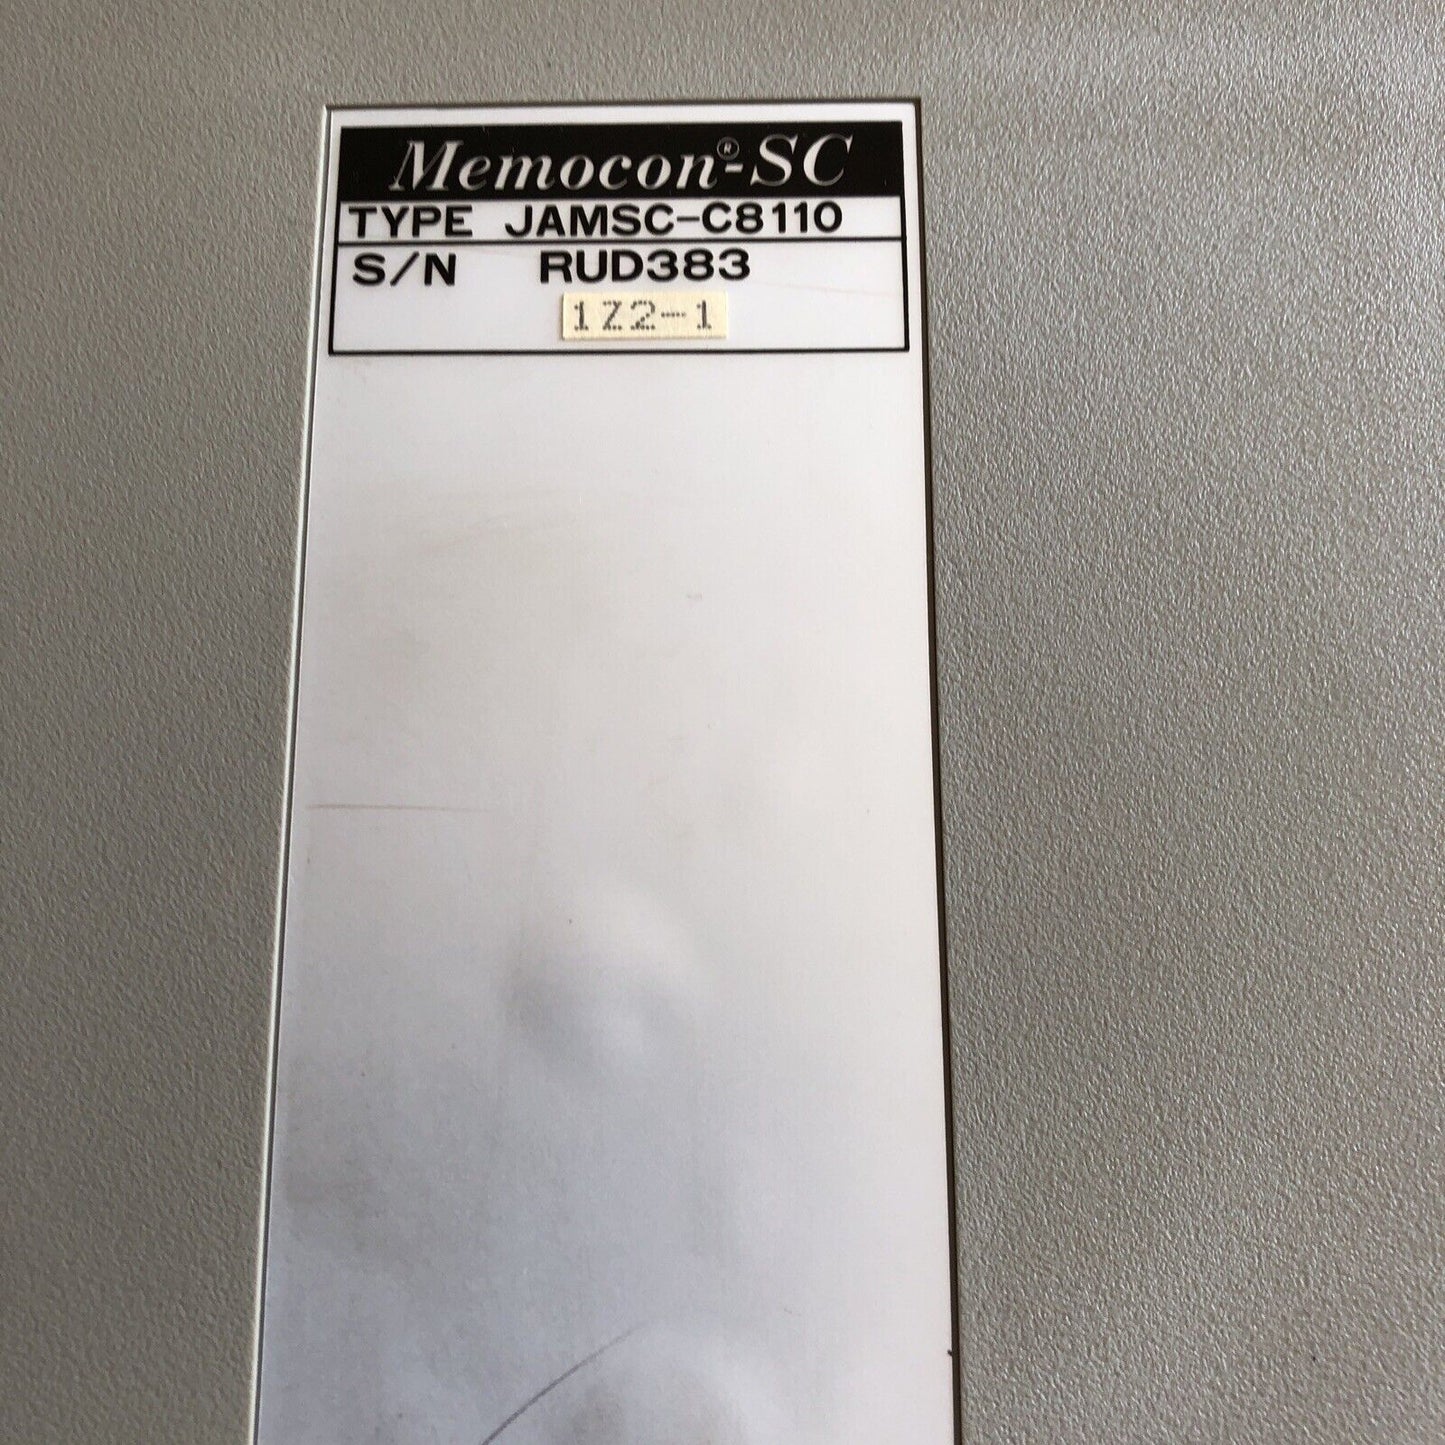 Memocon®-SC
TYPE JAMSC-C8110
S/N RUD383
1Z2-1